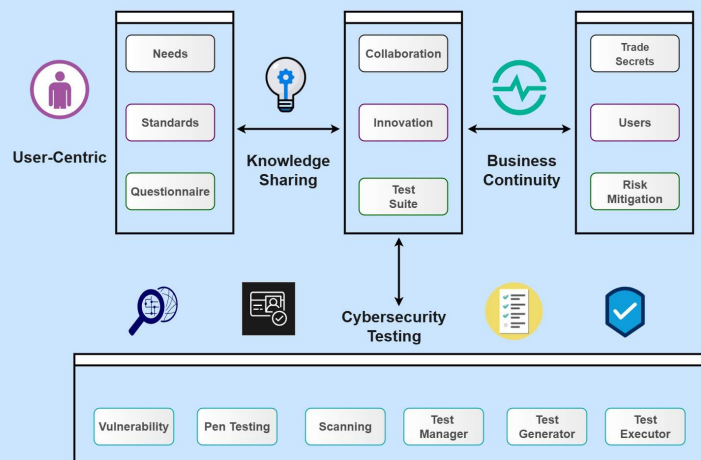 Needs
Standards
Questionnaire
User-Centric
Knowledge
Sharing
Collaboration
Innovation
Test
Suite
Business
Continuity
Trade
Secrets
Users
Risk
Mitigation
Cybersecurity
Testing
Vulnerability
Pen Testing
Scanning
Test
Manager
Test
Generator
Test
Executor